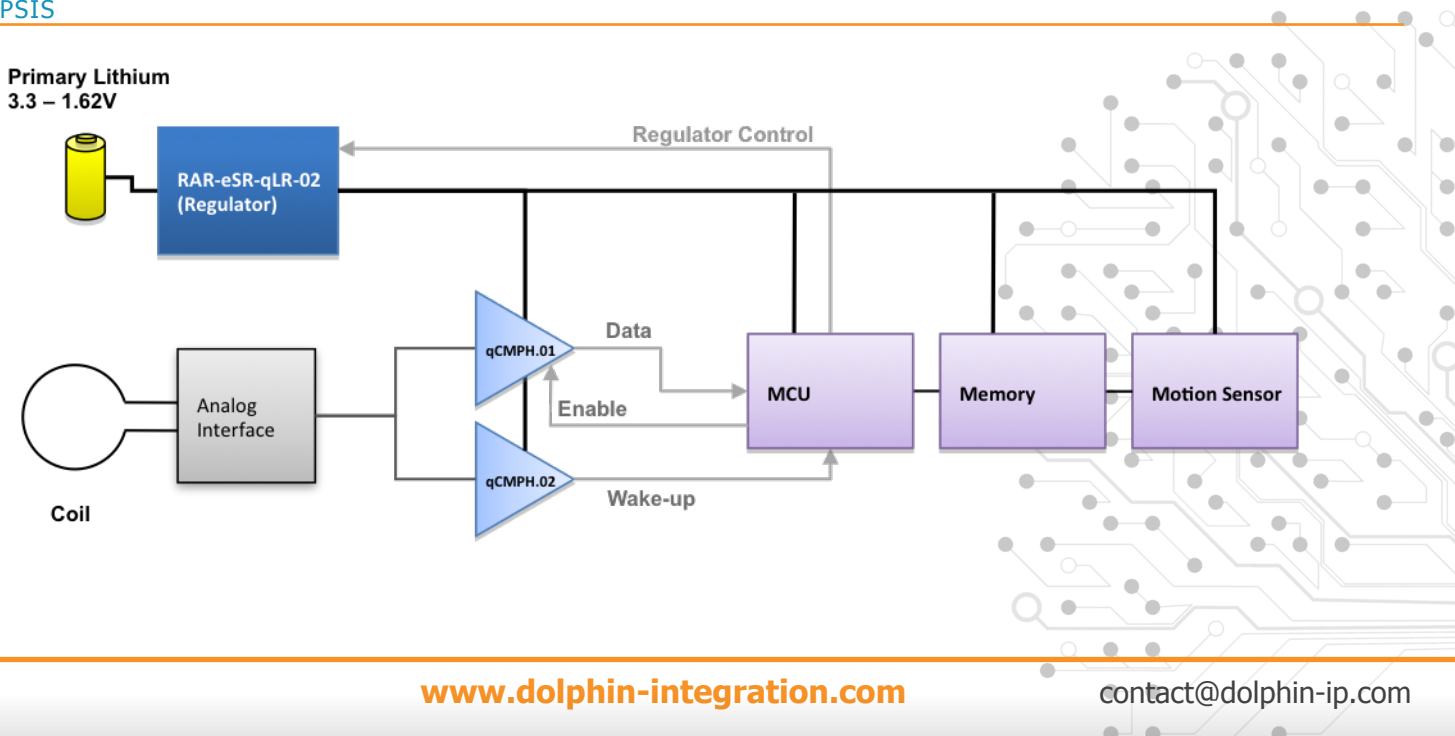 PSIS
Primary Lithium
3.3 – 1.62V
Regulator Control
RAR-eSR-qLR-02
(Regulator)
Data
qCMPH.01
MCU
Memory
Motion Sensor
Analog
Interface
Enable
qCMPH.02
Wake-up
Coil
www.dolphin-integration.com
contact@dolphin-ip.com